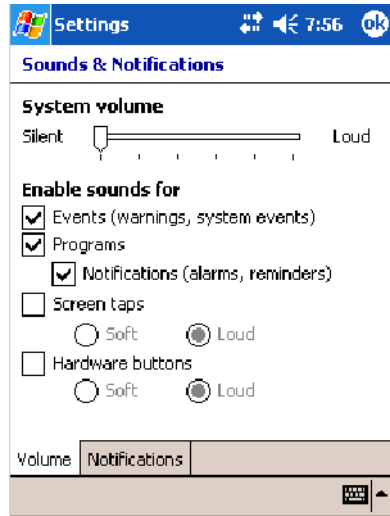 Settings 7:56 ok
Sounds & Notifications
System volume
Silent Loud
Enable sounds for
Events (warnings, system events)
Programs
Notifications (alarms, reminders)
Screen taps
Soft Loud
Hardware buttons
Soft Loud
Volume Notifications